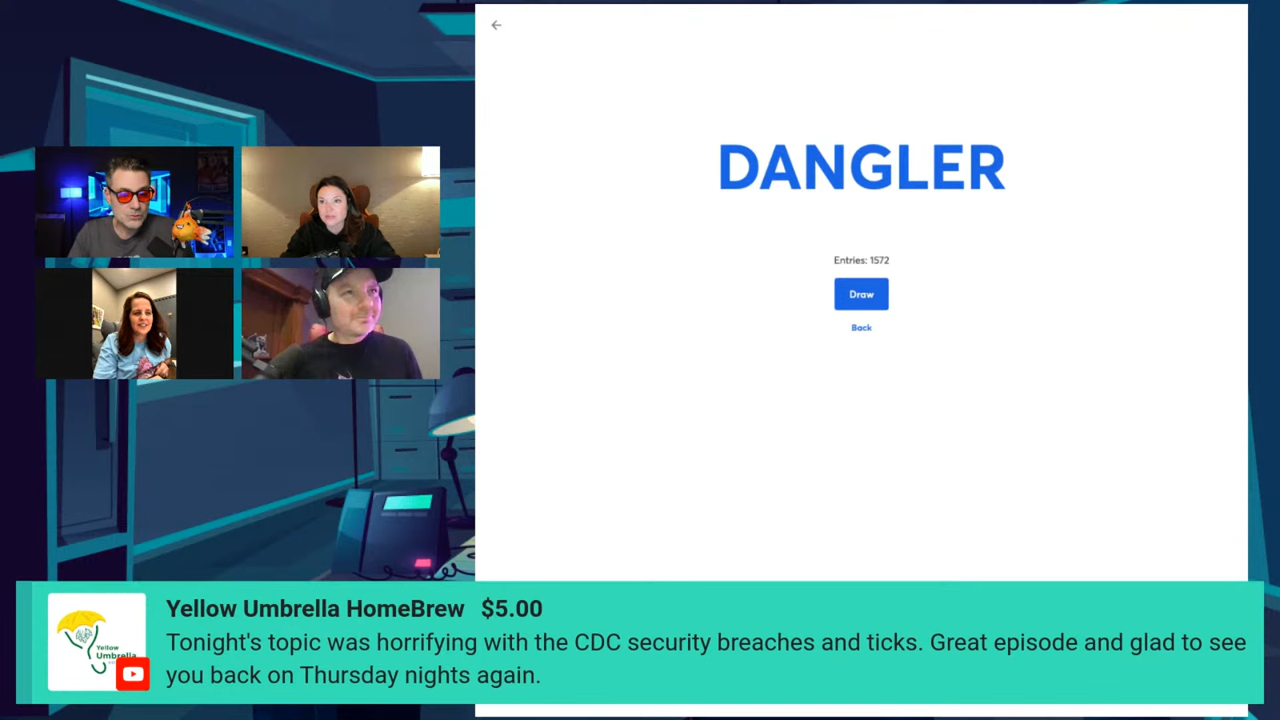 DANGLER
Entries: 1572
Draw
Back
Yellow Umbrella HomeBrew $5.00
Tonight's topic was horrifying with the CDC security breaches and ticks. Great episode and glad to see
you back on Thursday nights again.
Yellow
Umbrella